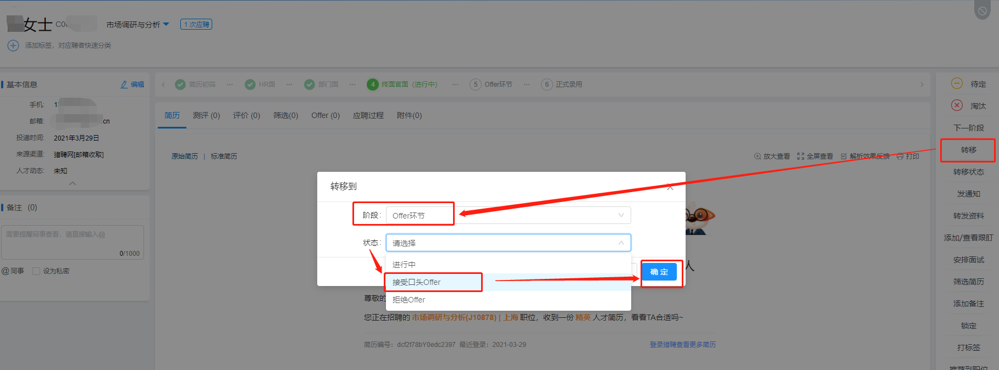 女士 C0 市场调研与分析 1 次应聘
添加标签，对应聘者快速分类
基本信息 编辑
手机: 1
邮箱: .cn
投递时间: 2021年3月29日
来源渠道: 猎聘网[邮箱收取]
人才动态: 未知
备注 (0)
需要提醒同事查看，请直接输入@
0/1000
@同事 设为私密
简历初筛 ··· HR面 ··· 部门面 ··· 4 终面官面（进行中） ··· 5 Offer环节 ··· 6 正式录用
简历 测评 (0) 评价 (0) 筛选(0) Offer (0) 应聘过程 附件(0)
原始简历 | 标准简历
放大查看 全屏查看 解析效果反馈 打印
转移到
阶段: Offer环节
状态: 请选择
进行中
接受口头Offer
拒绝Offer
确 定
人
尊敬的
您正在招聘的 市场调研与分析(J10878) | 上海 职位，收到一份 精英 人才简历，看看TA合适吗~
简历编号: dcf2f78bY0edc2397 最近登录: 2021-03-29 登录猎聘查看更多简历
待定
淘汰
下一阶段
转移
转移状态
发通知
转发资料
添加/查看跟盯
安排面试
筛选简历
添加备注
锁定
打标签
推荐到职位